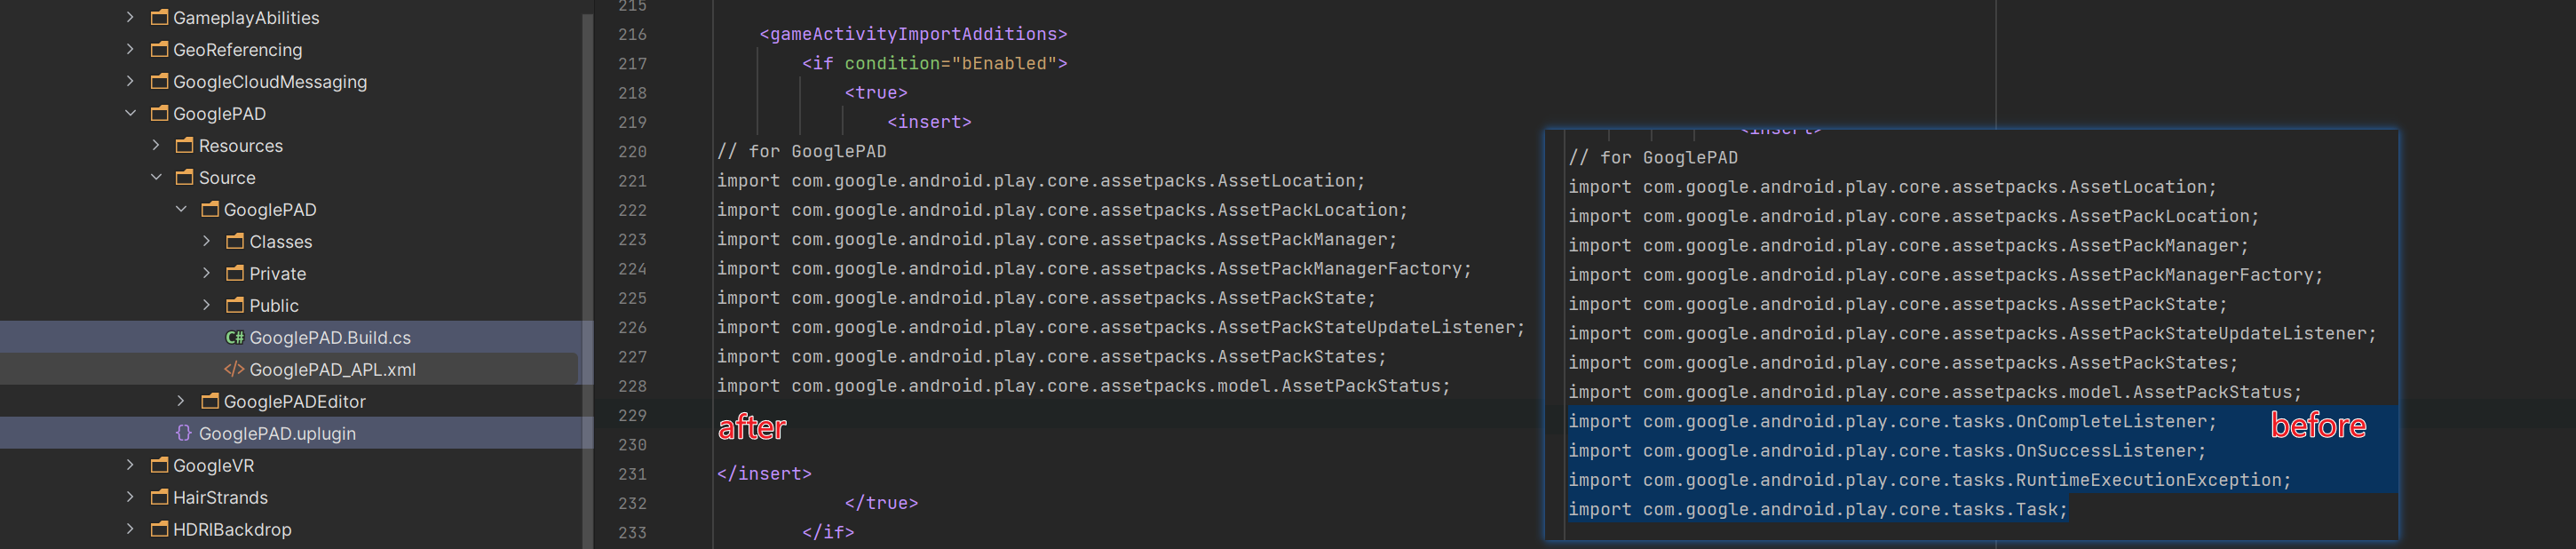 GameplayAbilities
GeoReferencing
GoogleCloudMessaging
GooglePAD
Resources
Source
GooglePAD
Classes
Private
Public
C# GooglePAD.Build.cs
</> GooglePAD_APL.xml
GooglePADEditor
{} GooglePAD.uplugin
GoogleVR
HairStrands
HDRIBackdrop
215
216 <gameActivityImportAdditions>
217 <if condition="bEnabled">
218 <true>
219 <insert>
220 // for GooglePAD
221 import com.google.android.play.core.assetpacks.AssetLocation;
222 import com.google.android.play.core.assetpacks.AssetPackLocation;
223 import com.google.android.play.core.assetpacks.AssetPackManager;
224 import com.google.android.play.core.assetpacks.AssetPackManagerFactory;
225 import com.google.android.play.core.assetpacks.AssetPackState;
226 import com.google.android.play.core.assetpacks.AssetPackStateUpdateListener;
227 import com.google.android.play.core.assetpacks.AssetPackStates;
228 import com.google.android.play.core.assetpacks.model.AssetPackStatus;
229
after
230
231 </insert>
232 </true>
233 </if>
<insert>
// for GooglePAD
import com.google.android.play.core.assetpacks.AssetLocation;
import com.google.android.play.core.assetpacks.AssetPackLocation;
import com.google.android.play.core.assetpacks.AssetPackManager;
import com.google.android.play.core.assetpacks.AssetPackManagerFactory;
import com.google.android.play.core.assetpacks.AssetPackState;
import com.google.android.play.core.assetpacks.AssetPackStateUpdateListener;
import com.google.android.play.core.assetpacks.AssetPackStates;
import com.google.android.play.core.assetpacks.model.AssetPackStatus;
import com.google.android.play.core.tasks.OnCompleteListener;
before
import com.google.android.play.core.tasks.OnSuccessListener;
import com.google.android.play.core.tasks.RuntimeExecutionException;
import com.google.android.play.core.tasks.Task;